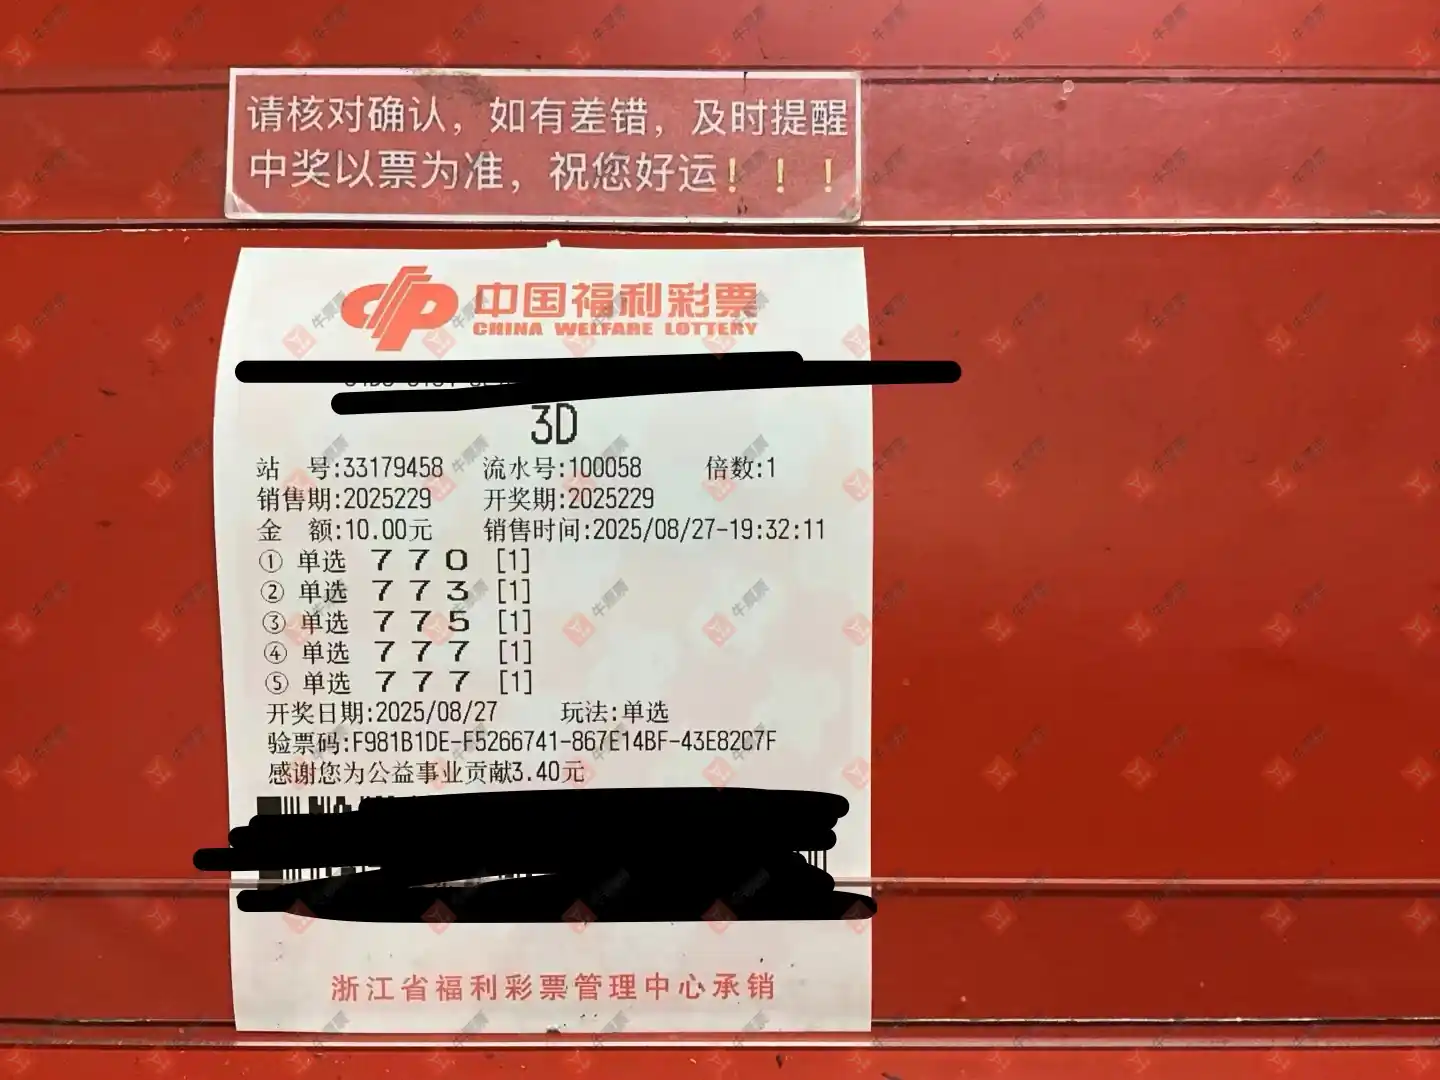 请核对确认，如有差错，及时提醒
中奖以票为准，祝您好运！！！
中国福利彩票
CHINA WELFARE LOTTERY
3D
站 号:33179458 流水号:100058 倍数:1
销售期:2025229 开奖期:2025229
金 额:10.00元 销售时间:2025/08/27-19:32:11
① 单选 7 7 0 [1]
② 单选 7 7 3 [1]
③ 单选 7 7 5 [1]
④ 单选 7 7 7 [1]
⑤ 单选 7 7 7 [1]
开奖日期:2025/08/27 玩法:单选
验票码:F981B1DE-F5266741-867E14BF-43E82C7F
感谢您为公益事业贡献3.40元
浙江省福利彩票管理中心承销
牛票票